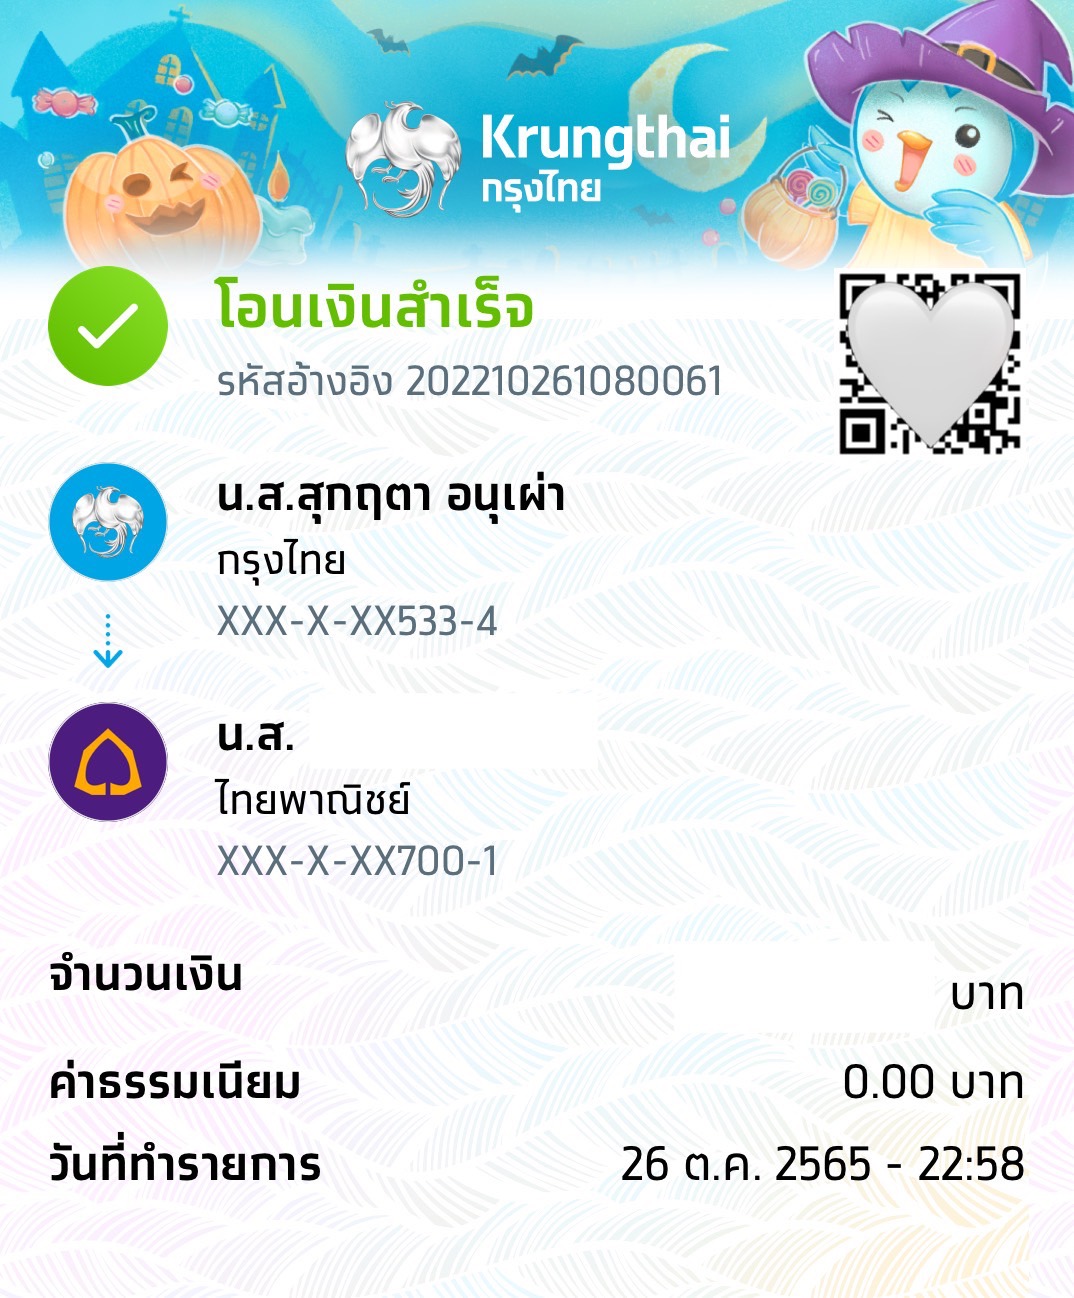 Krungthai
กรุงไทย
โอนเงินสำเร็จ
รหัสอ้างอิง 202210261080061
น.ส.สุกฤตา อนุเผ่า
กรุงไทย
XXX-X-XX533-4
น.ส.
ไทยพาณิชย์
XXX-X-XX700-1
จำนวนเงิน
บาท
ค่าธรรมเนียม 0.00 บาท
วันที่ทำรายการ 26 ต.ค. 2565 - 22:58